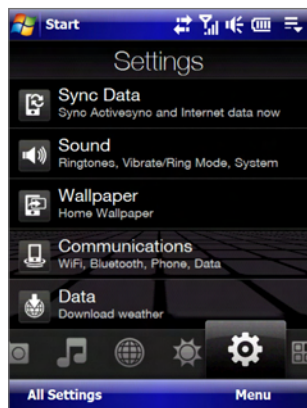 Start
Settings
Sync Data
Sync Activesync and Internet data now
Sound
Ringtones, Vibrate/Ring Mode, System
Wallpaper
Home Wallpaper
Communications
WiFi, Bluetooth, Phone, Data
Data
Download weather
All Settings
Menu